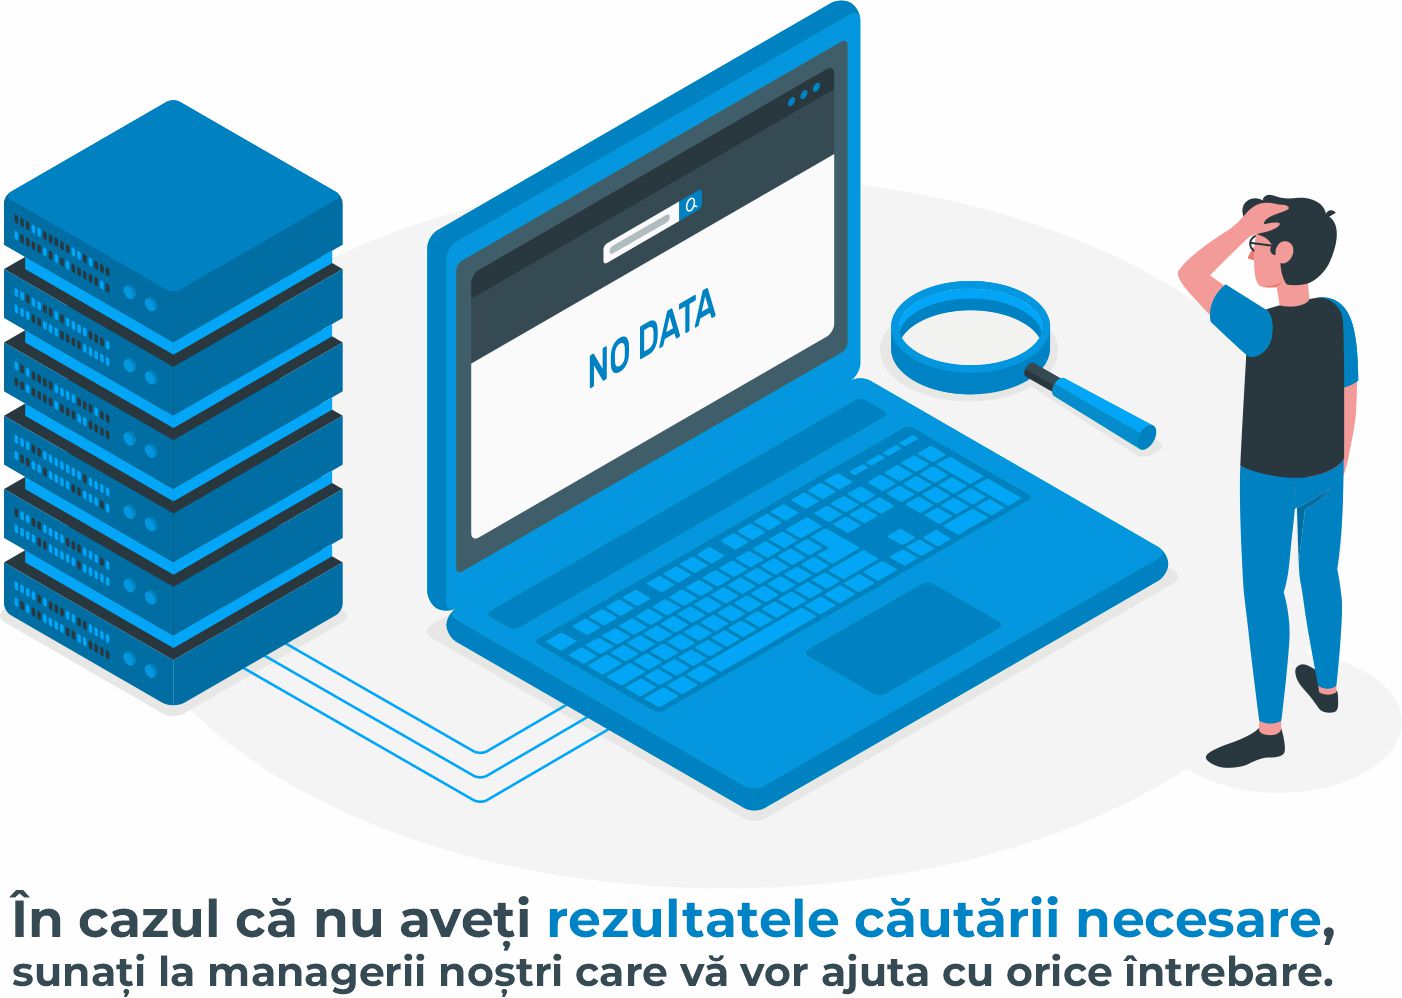 NO DATA
În cazul că nu aveți rezultatele căutării necesare,
sunați la managerii noștri care vă vor ajuta cu orice întrebare.